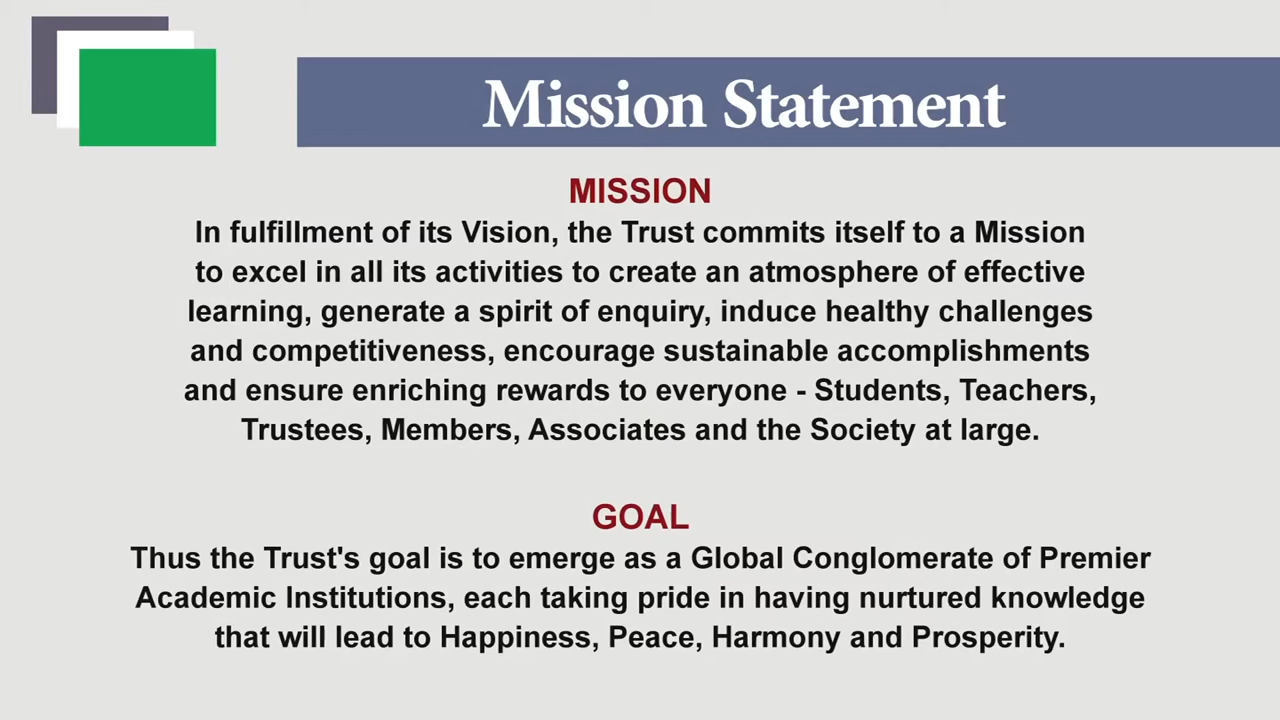 Mission Statement
MISSION
In fulfillment of its Vision, the Trust commits itself to a Mission
to excel in all its activities to create an atmosphere of effective
learning, generate a spirit of enquiry, induce healthy challenges
and competitiveness, encourage sustainable accomplishments
and ensure enriching rewards to everyone - Students, Teachers,
Trustees, Members, Associates and the Society at large.
GOAL
Thus the Trust's goal is to emerge as a Global Conglomerate of Premier
Academic Institutions, each taking pride in having nurtured knowledge
that will lead to Happiness, Peace, Harmony and Prosperity.